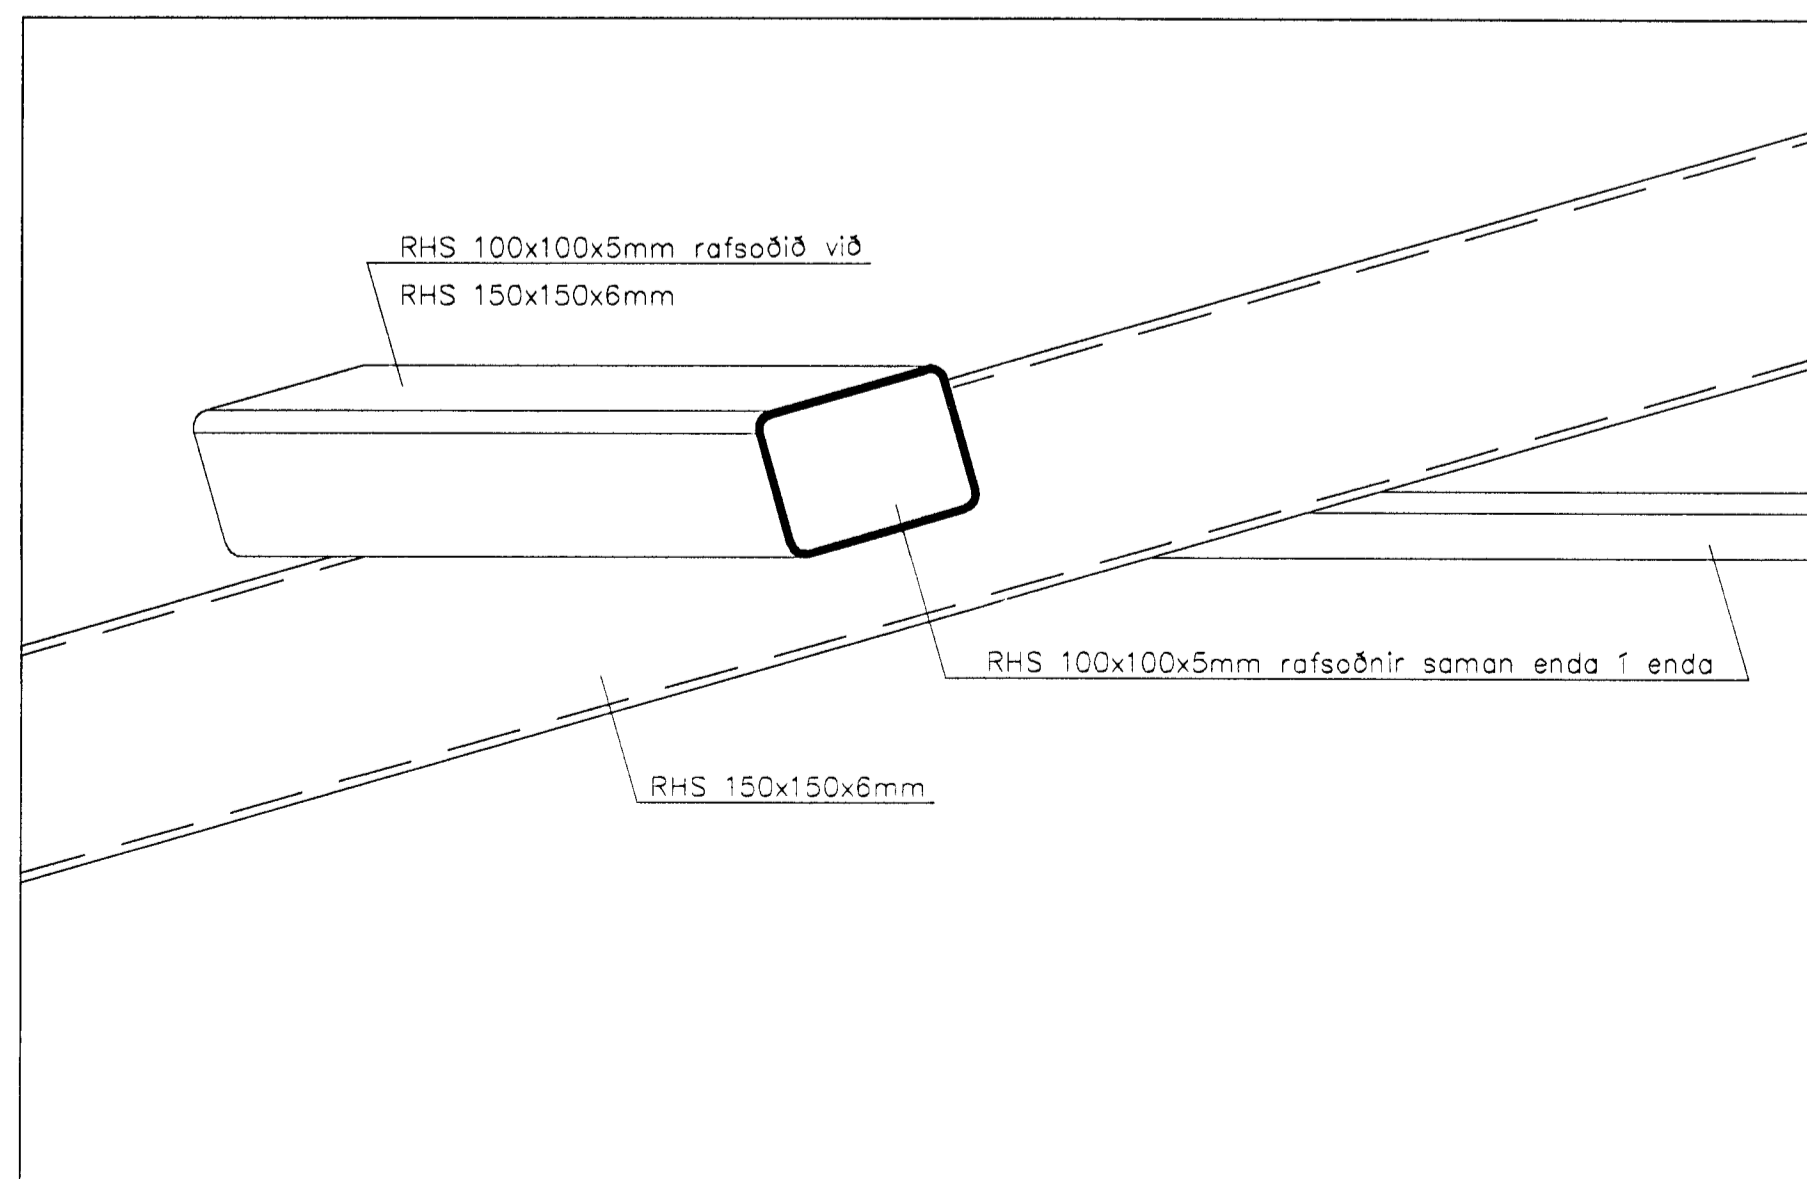 RHS 100x100x5mm rafsoðið við
RHS 150x150x6mm
RHS 100x100x5mm rafsoðnir saman enda í enda
RHS 150x150x6mm